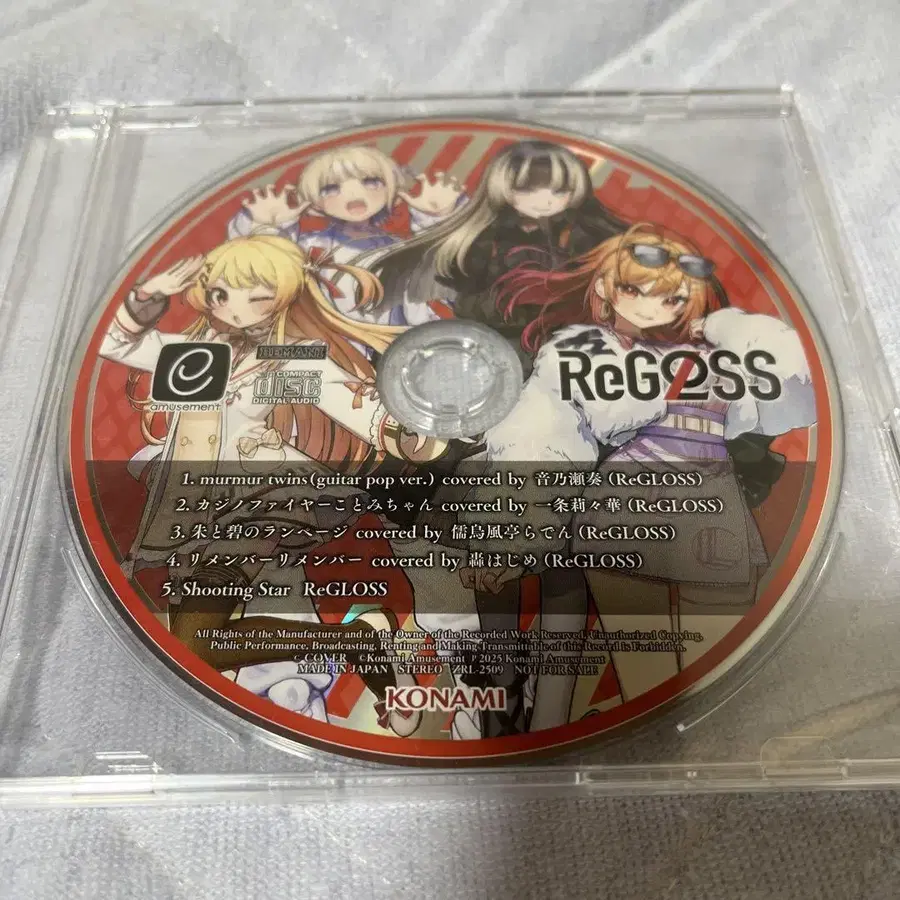 e
amusement
BEMANI
COMPACT
disc
DIGITAL AUDIO
ReGLOSS
1. murmur twins(guitar pop ver.) covered by 音乃瀬奏 (ReGLOSS)
2. カジノファイヤーことみちゃん covered by 一条莉々華 (ReGLOSS)
3. 朱と碧のランページ covered by 儒烏風亭らでん (ReGLOSS)
4. リメンバーリメンバー covered by 轟はじめ (ReGLOSS)
5. Shooting Star ReGLOSS
All Rights of the Manufacturer and of the Owner of the Recorded Work Reserved. Unauthorized Copying,
Public Performance, Broadcasting, Renting and Making Transmittable of this Record is Forbidden.
©COVER ©Konami Amusement ℗ 2025 Konami Amusement
MADE IN JAPAN STEREO ZRL-2509 NOT FOR SALE
KONAMI